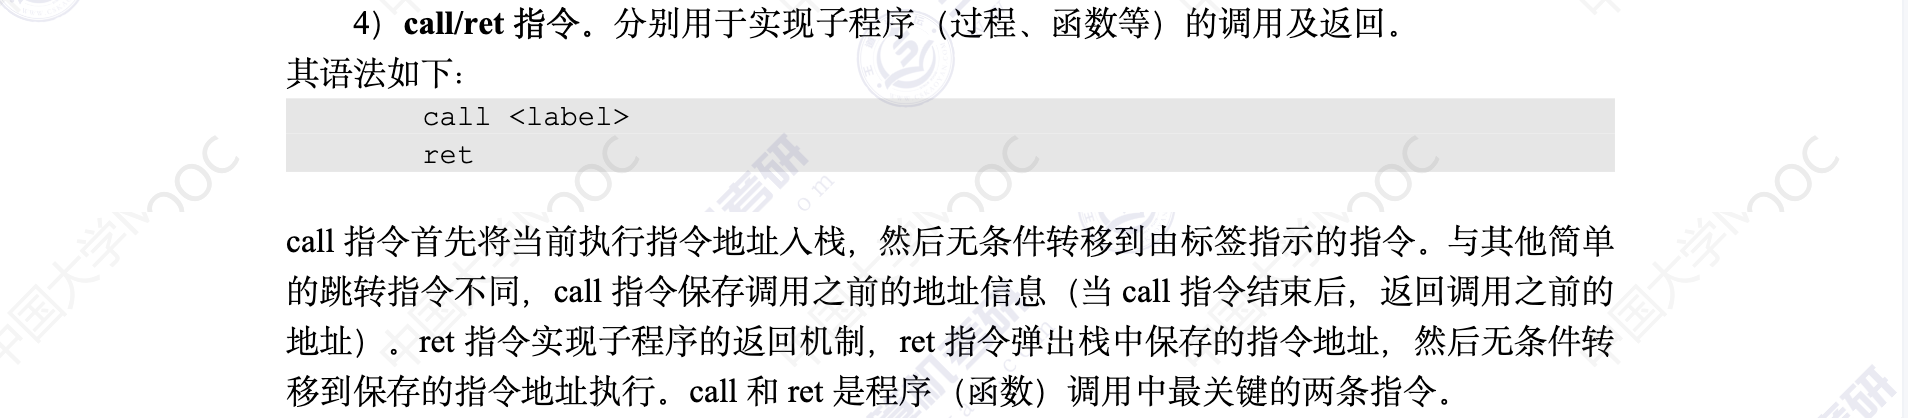 4）call/ret 指令。分别用于实现子程序（过程、函数等）的调用及返回。
其语法如下：
call <label>
ret
call 指令首先将当前执行指令地址入栈，然后无条件转移到由标签指示的指令。与其他简单
的跳转指令不同，call 指令保存调用之前的地址信息（当 call 指令结束后，返回调用之前的
地址）。ret 指令实现子程序的返回机制，ret 指令弹出栈中保存的指令地址，然后无条件转
移到保存的指令地址执行。call 和 ret 是程序（函数）调用中最关键的两条指令。
中国大学MOOC